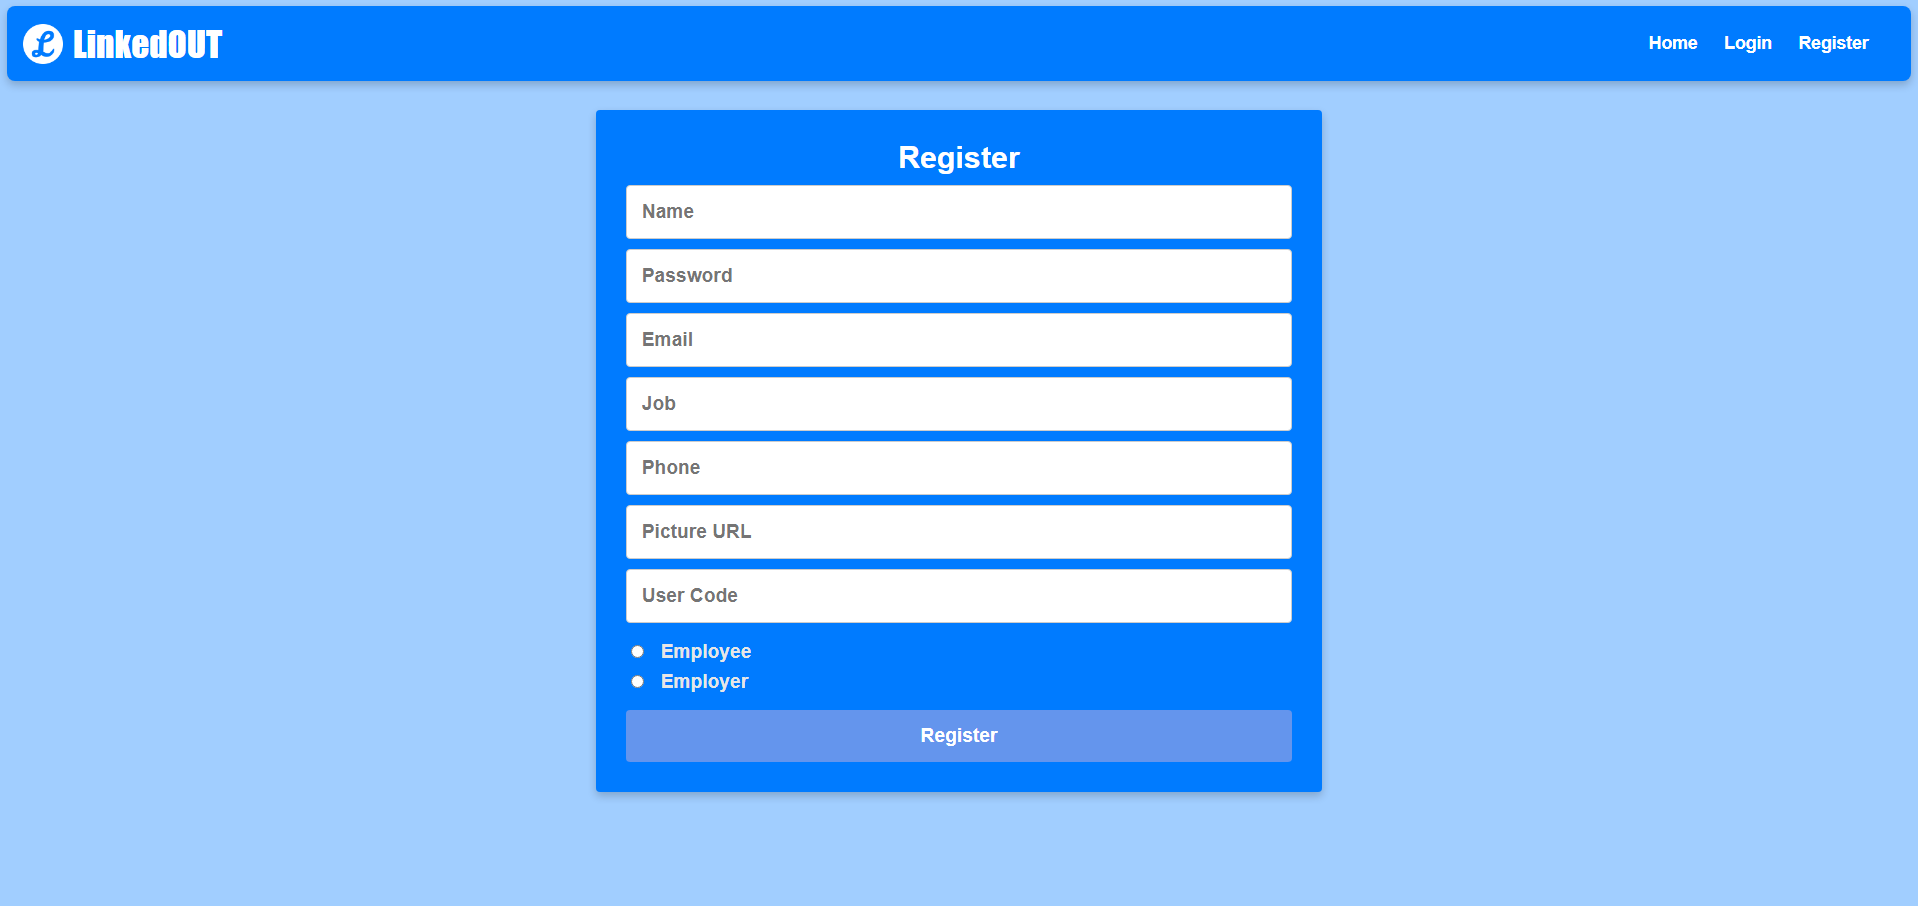 L LinkedOUT
Home Login Register
Register
Name
Password
Email
Job
Phone
Picture URL
User Code
Employee
Employer
Register